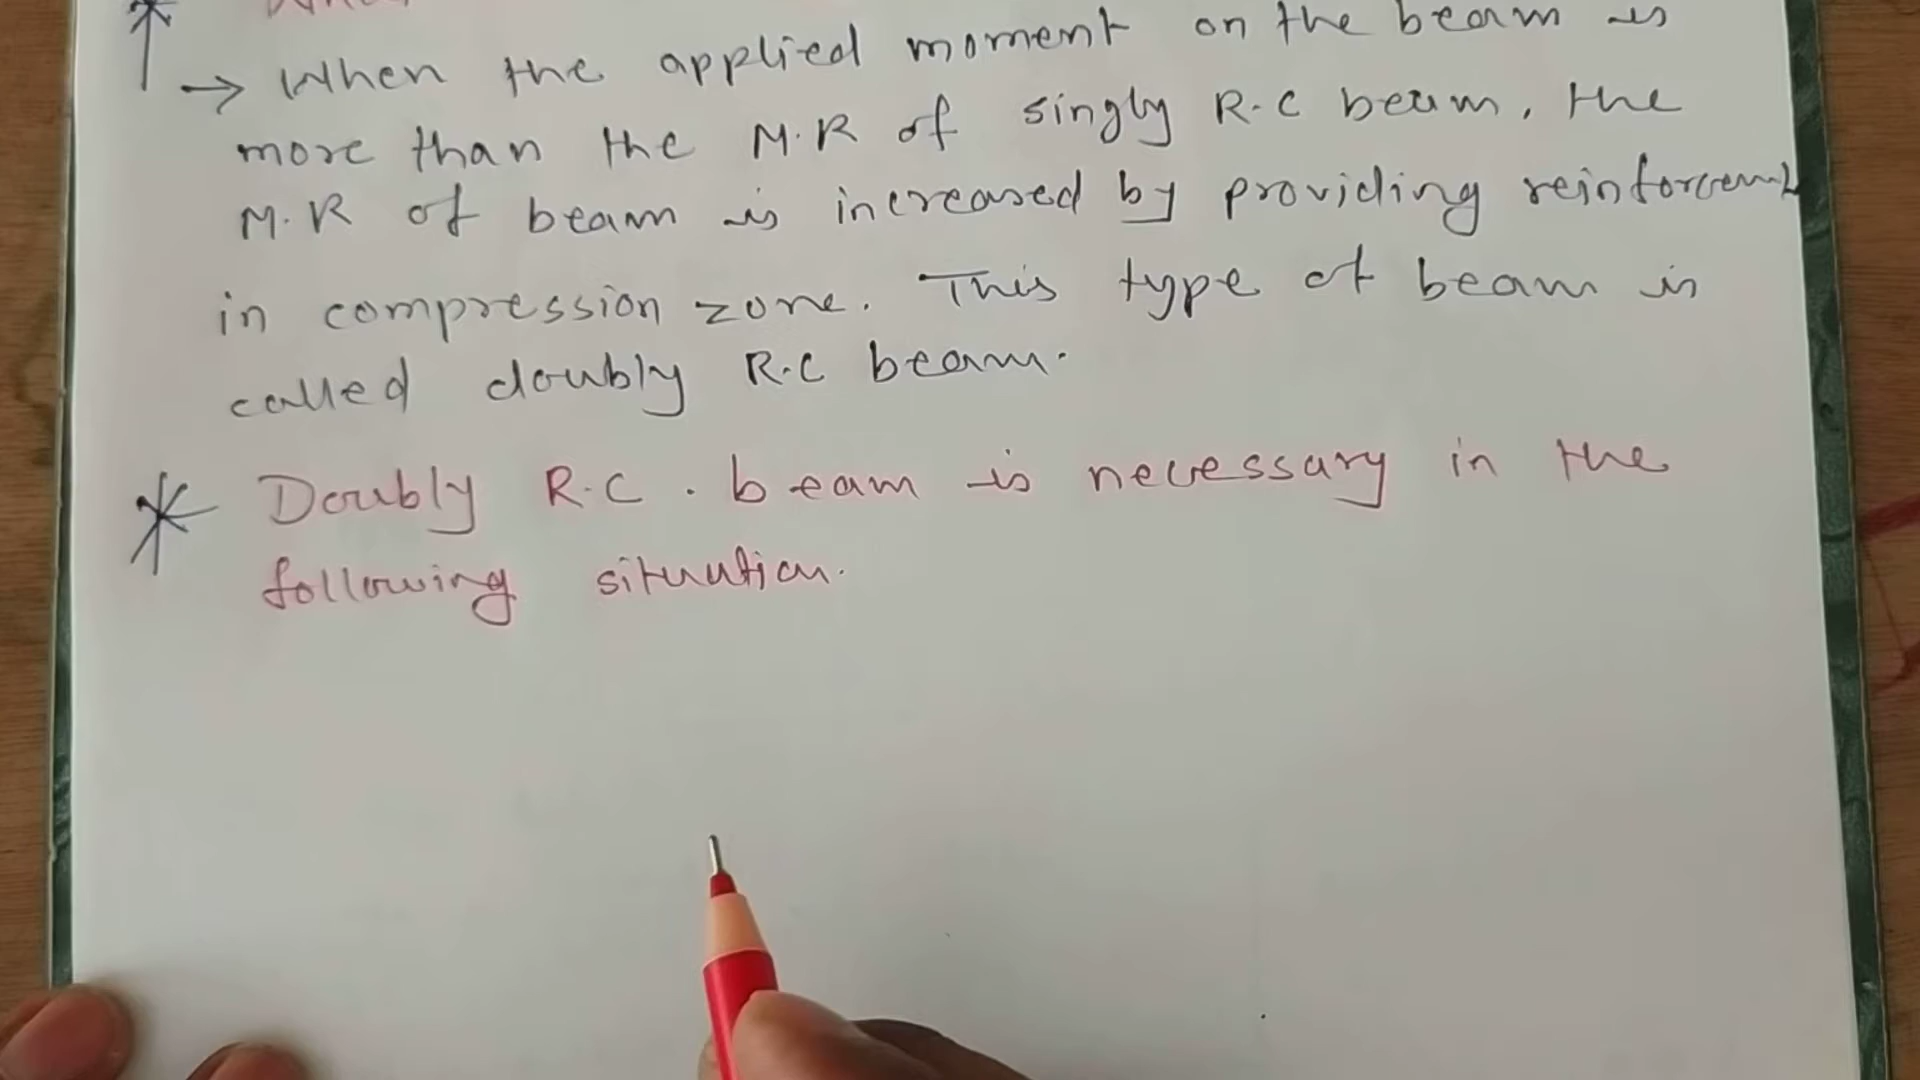 → When the applied moment on the beam is
more than the M.R of singly R.C beam, the
M.R of beam is increased by providing
in compression zone. This type of beam is
called doubly R.C beam.
* Doubly R.C. beam is necessary in the
following situation.